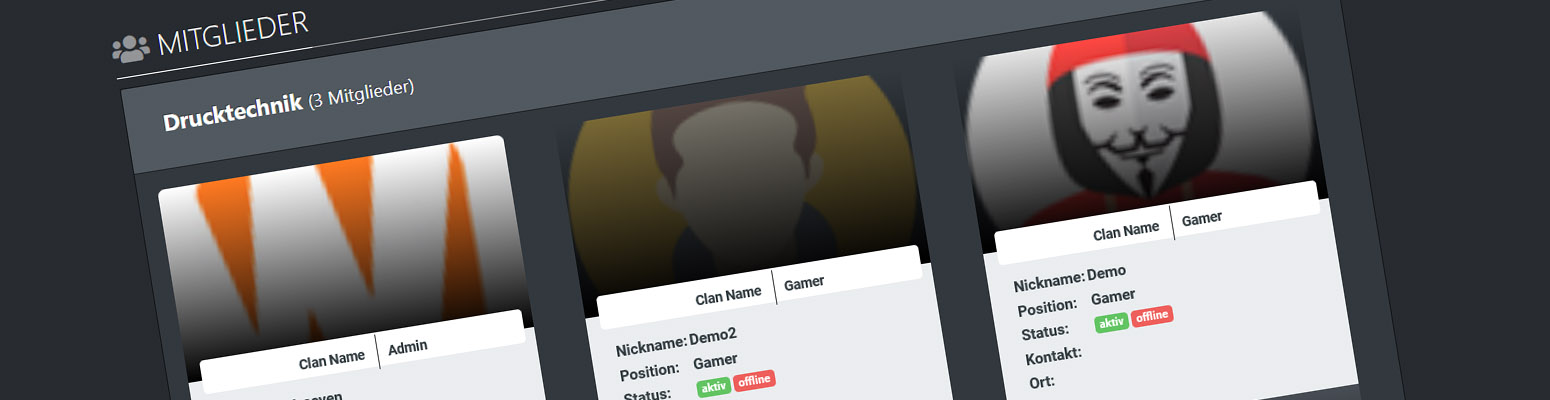 MITGLIEDER
Drucktechnik (3 Mitglieder)
Clan Name Admin
Clan Name Gamer
Nickname: Demo2
Position: Gamer
Status: aktiv offline
Clan Name Gamer
Nickname: Demo
Position: Gamer
Status: aktiv offline
Kontakt:
Ort: